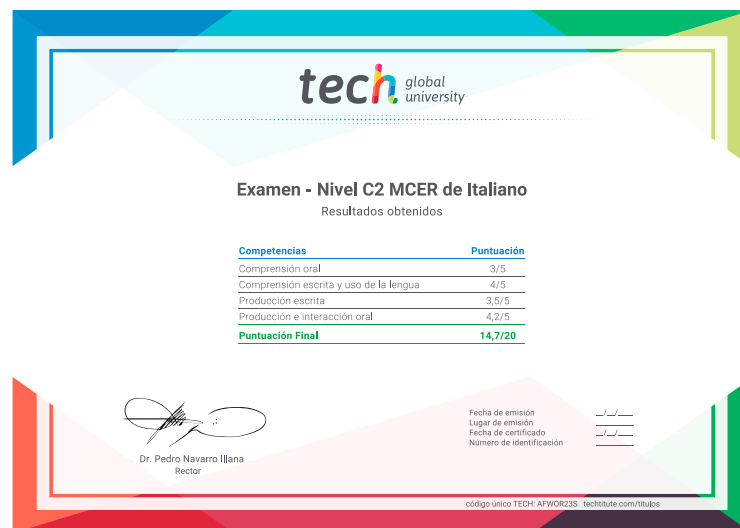 tech global university
Examen - Nivel C2 MCER de Italiano
Resultados obtenidos
Competencias Puntuación
Comprensión oral 3/5
Comprensión escrita y uso de la lengua 4/5
Producción escrita 3,5/5
Producción e interacción oral 4,2/5
Puntuación Final 14,7/20
Dr. Pedro Navarro Illana
Rector
Fecha de emisión __/__/____
Lugar de emisión ________
Fecha de certificado __/__/____
Número de identificación ________
código único TECH: AFWOR23S techtitute.com/titulos